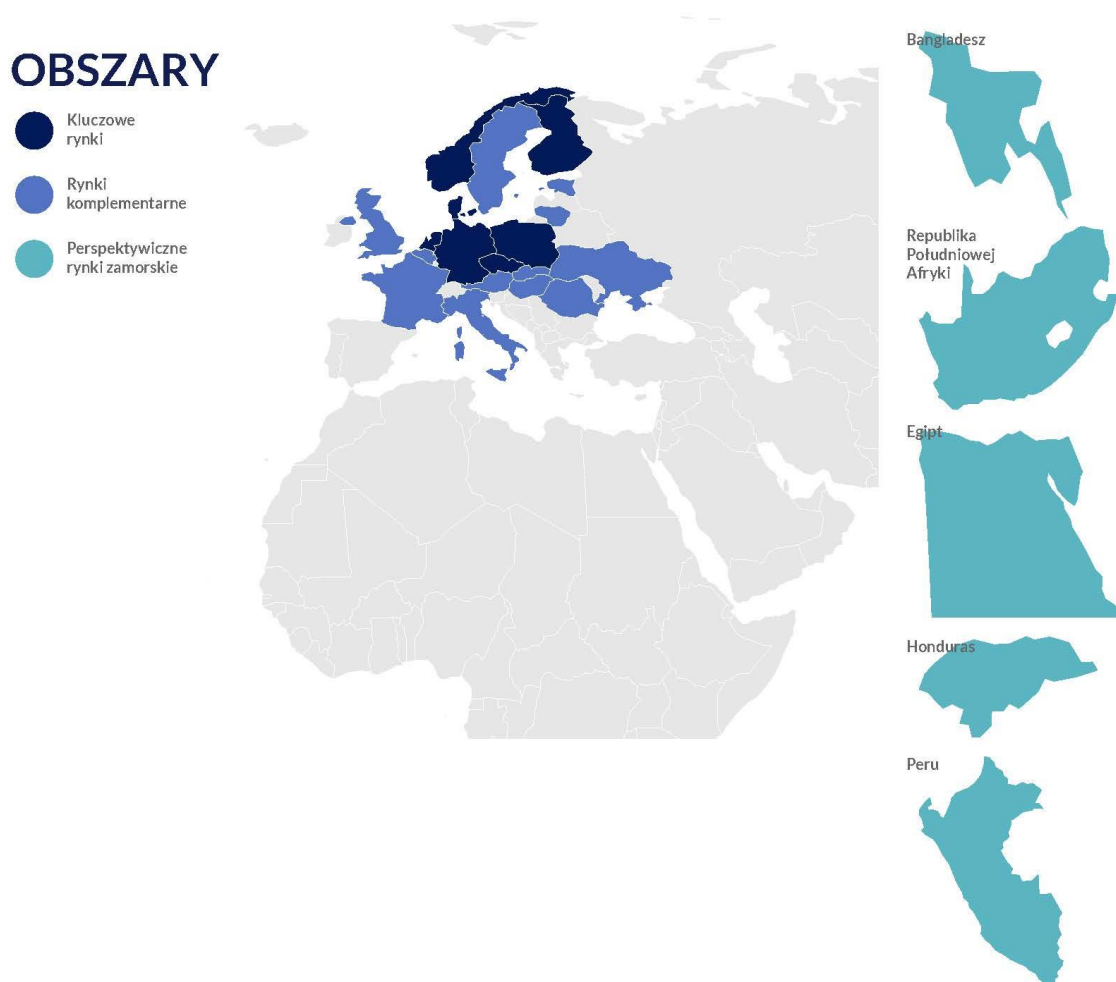 OBSZARY
Kluczowe
rynki
Rynki
komplementarne
Perspektywiczne
rynki zamorskie
Bangladesz
Republika
Południowej
Afryki
Egipt
Honduras
Peru